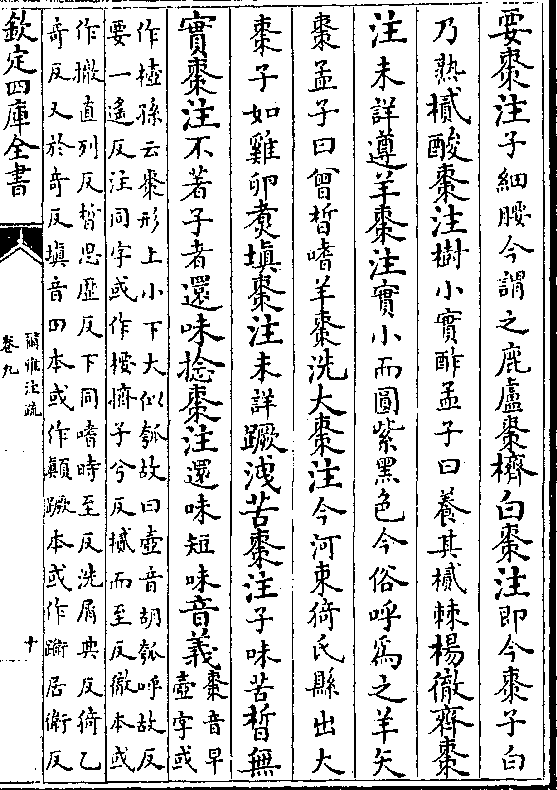 要棗注子細腰今謂之鹿盧棗櫅白棗注即今棗子白
乃熟樲酸棗注樹小實酢孟子曰養其樲棘楊徹齊棗
注未詳遵羊棗注實小而圓紫黑色今俗呼為之羊矢
棗孟子曰曾晳嗜羊棗洗大棗注今河東猗氏縣出大
棗子如雞卵煑填棗注未詳蹶洩苦棗注子味苦晳無
實棗注不著子者還味棯棗注還味短味音義棗音早壺字或
作樝孫云棗形上小下大似瓠故曰壺音胡瓠呼故反
要一遙反注同字或作楆櫅子兮反樲而至反徹本或
作撤直列反晳思歷反下同嗜時至反洗屑典反猗乙
奇反又於奇反填音田本或作顛蹶本或作蹷居衛反
欽定四庫全書
爾雅注疏
卷九
十